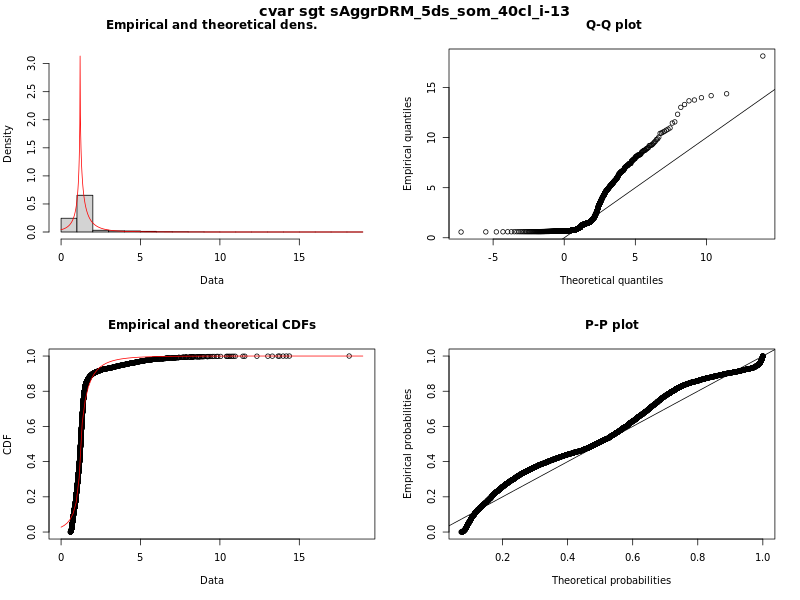 cvar sgt sAggrDRM_5ds_som_40cl_i-13
Empirical and theoretical dens.
Density
0.0 0.5 1.0 1.5 2.0 2.5 3.0
0 5 10 15
Data
Q-Q plot
Empirical quantiles
0 5 10 15
-5 0 5 10
Theoretical quantiles
Empirical and theoretical CDFs
CDF
0.0 0.2 0.4 0.6 0.8 1.0
0 5 10 15
Data
P-P plot
Empirical probabilities
0.0 0.2 0.4 0.6 0.8 1.0
0.2 0.4 0.6 0.8 1.0
Theoretical probabilities